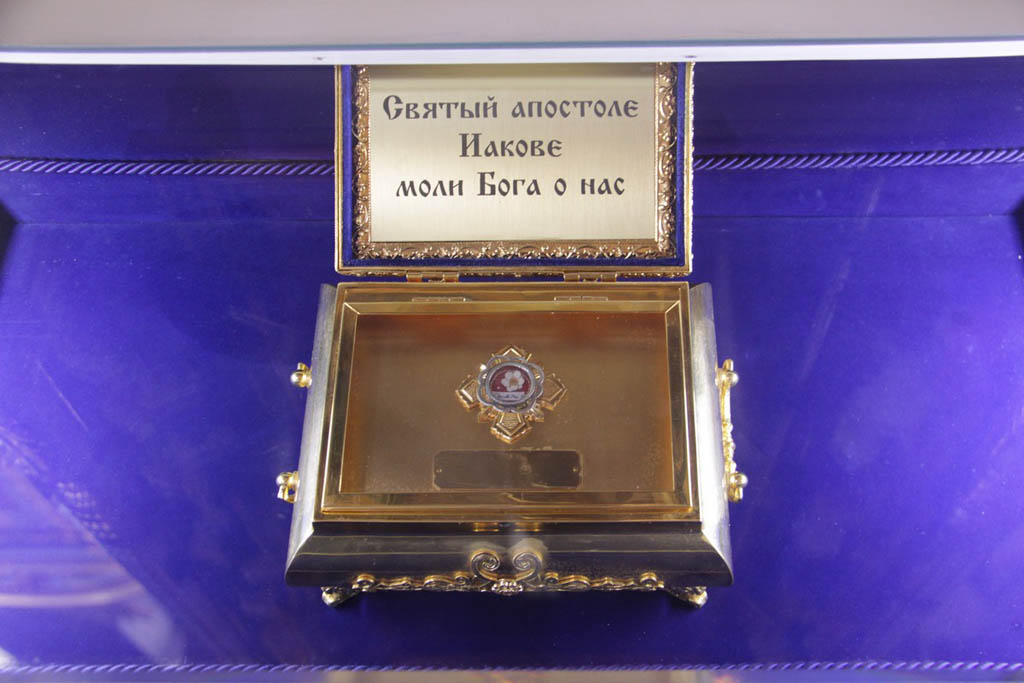 Святый апостоле
Иакове
моли Бога о нас